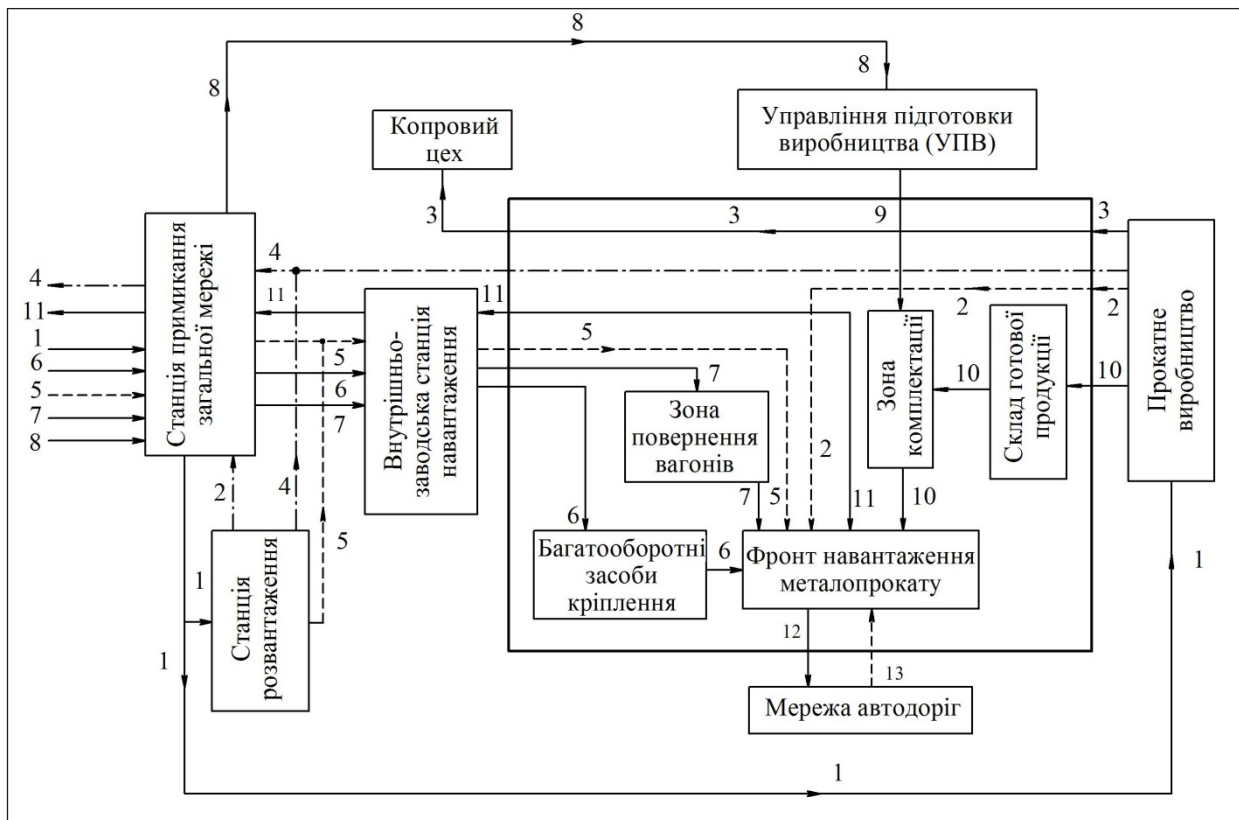 8
8
8
Управління підготовки
виробництва (УПВ)
Копровий
цех
3
3
9
3
Станція примикання
загальної мережі
4
4
11
11
11
1
6
5
7
8
5
6
7
Внутрішньо-
заводська станція
навантаження
5
7
Зона
повернення
вагонів
2
2
2
Зона
комплектації
10
Склад готової
продукції
10
Прокатне
виробництво
2
4
5
1
Станція
розвантаження
6
7
5
11
10
Багатооборотні
засоби
кріплення
6
Фронт навантаження
металопрокату
1
1
12
13
Мережа автодоріг
1